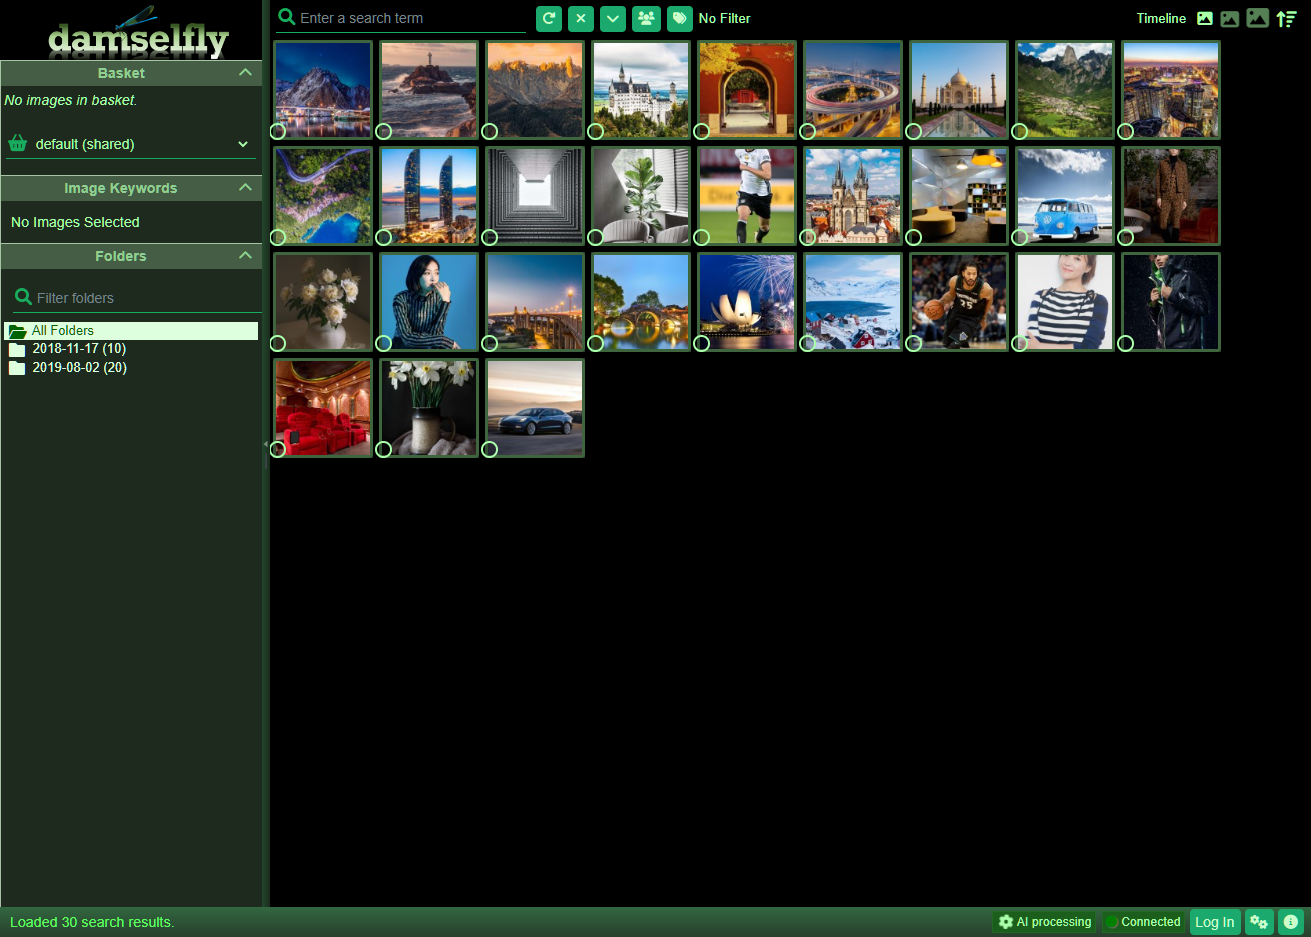 damselfly
Enter a search term
No Filter
Timeline
Basket
No images in basket.
default (shared)
Image Keywords
No Images Selected
Folders
Filter folders
All Folders
2018-11-17 (10)
2019-08-02 (20)
Loaded 30 search results.
AI processing
Connected
Log In